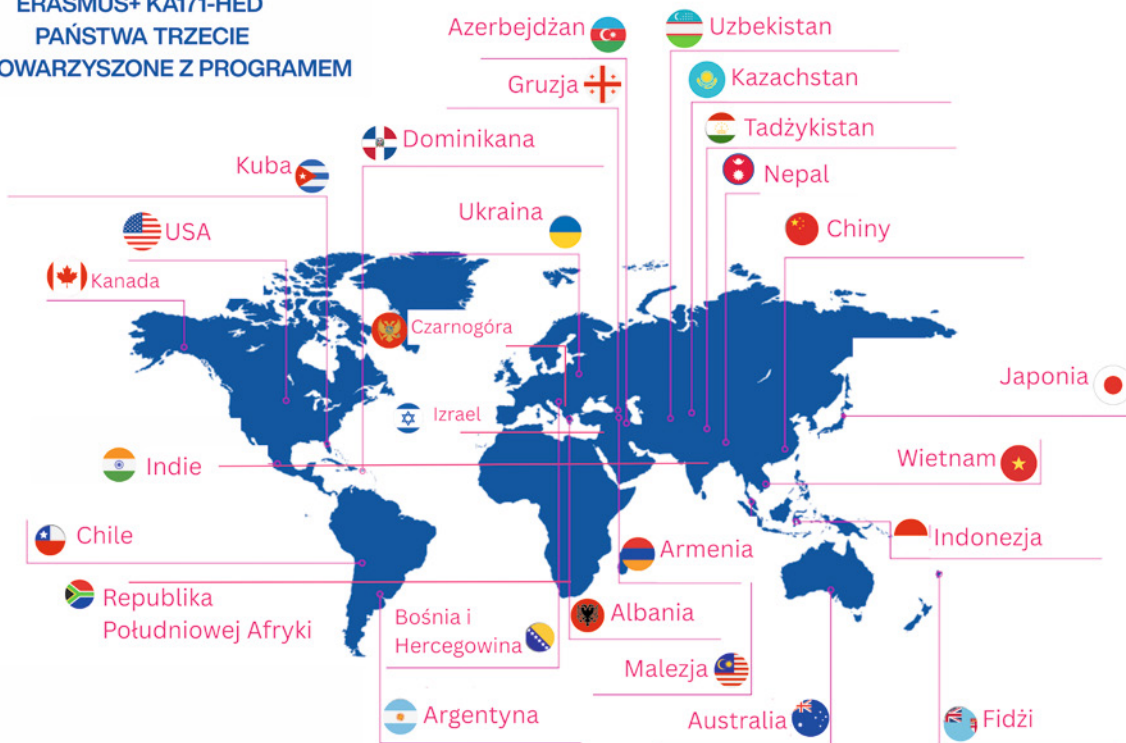 ERASMUS+ KA171-HED
PAŃSTWA TRZECIE
OWARZYSZONE Z PROGRAMEM
Azerbejdżan
Uzbekistan
Gruzja
Kazachstan
Dominikana
Tadżykistan
Kuba
Nepal
Ukraina
USA
Chiny
Kanada
Czarnogóra
Japonia
Izrael
Indie
Wietnam
Chile
Indonezja
Armenia
Republika
Południowej Afryki
Albania
Bośnia i
Hercegowina
Malezja
Argentyna
Australia
Fidżi